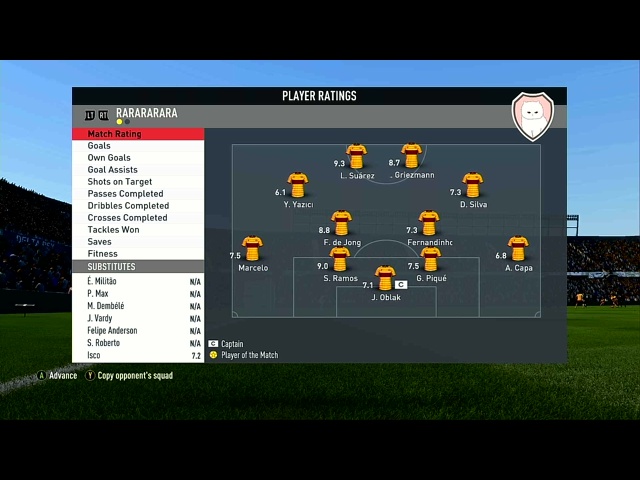 PLAYER RATINGS
LT RT RARARARARA
Match Rating
Goals
Own Goals
Goal Assists
Shots on Target
Passes Completed
Dribbles Completed
Crosses Completed
Tackles Won
Saves
Fitness
SUBSTITUTES
É. Militão N/A
P. Max N/A
M. Dembélé N/A
J. Vardy N/A
Felipe Anderson N/A
S. Roberto N/A
Isco 7.2
9.3 L. Suárez
8.7 . Griezmann
6.1 Y. Yazıcı
7.3 D. Silva
8.8 F. de Jong
7.3 Fernandinho
7.5 Marcelo
9.0 S. Ramos
7.5 G. Piqué
6.8 A. Capa
7.1 C
J. Oblak
C Captain
Player of the Match
A Advance Y Copy opponent's squad